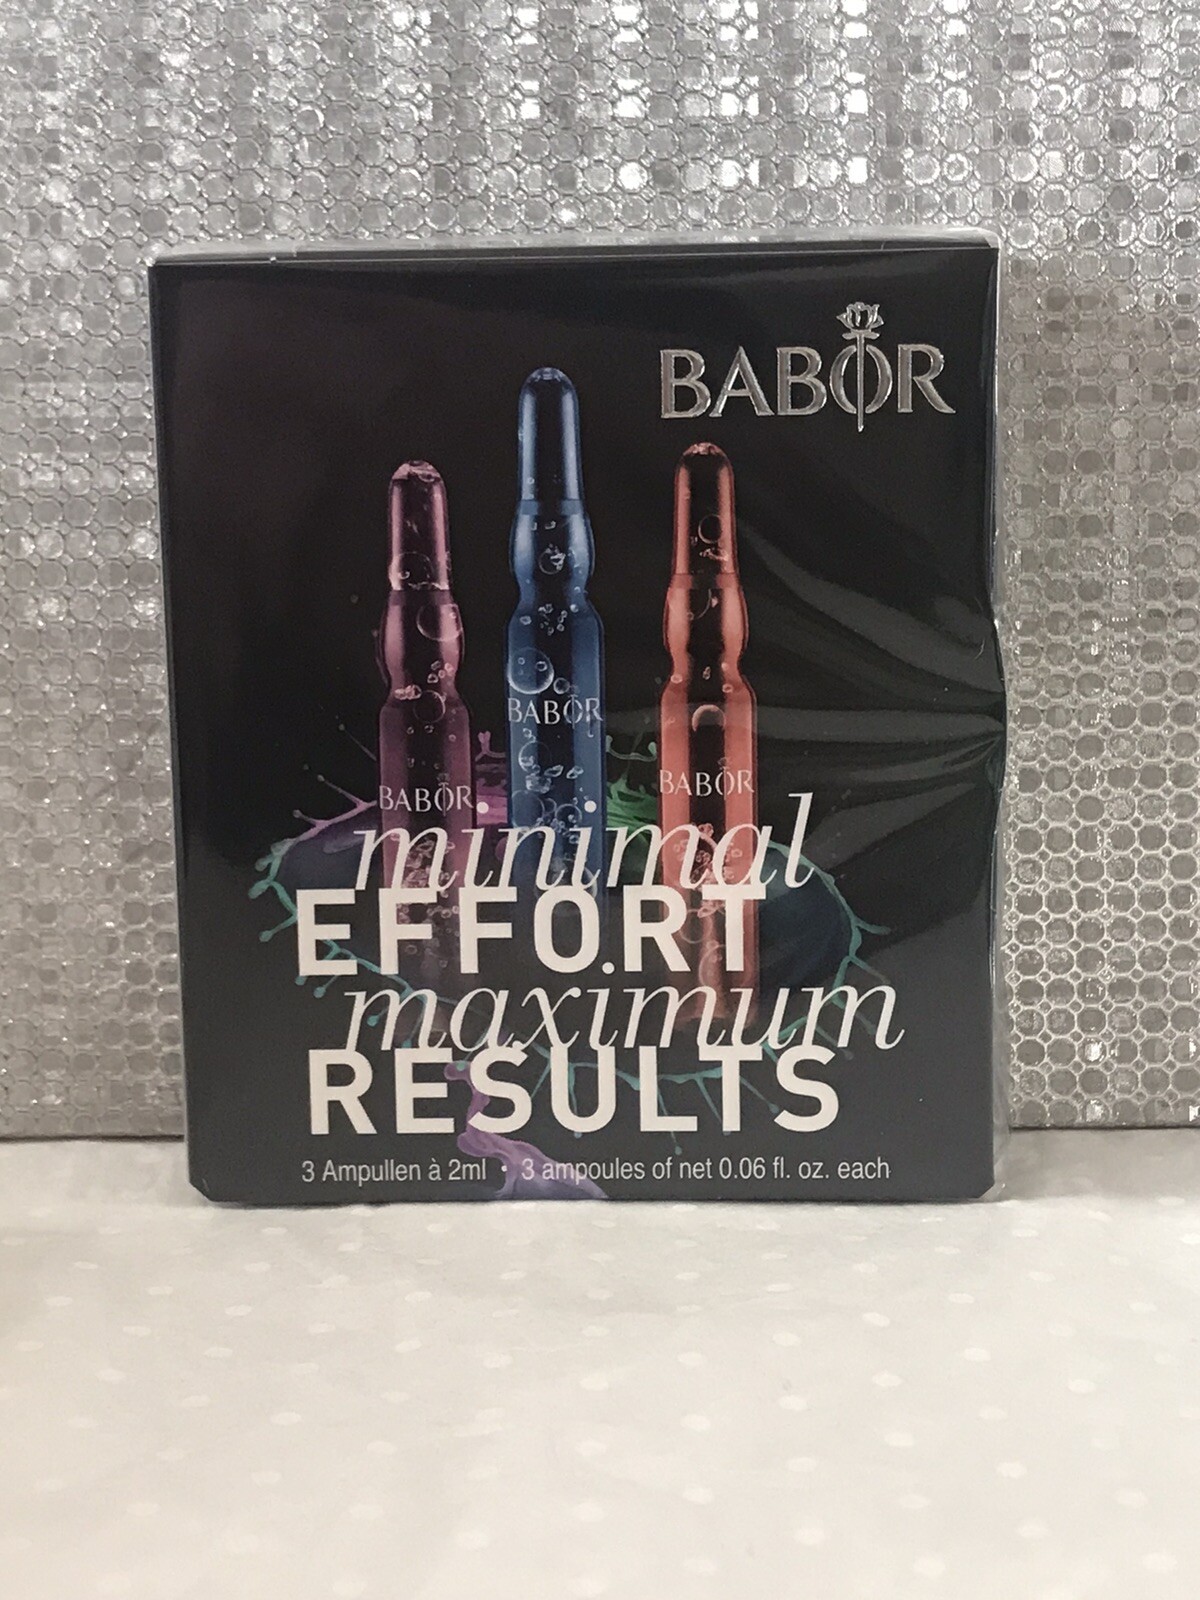 BABOR
BABOR
BABOR
BABOR
minimal
EFFORT
maximum
RESULTS
3 Ampullen à 2ml • 3 ampoules of net 0.06 fl. oz. each